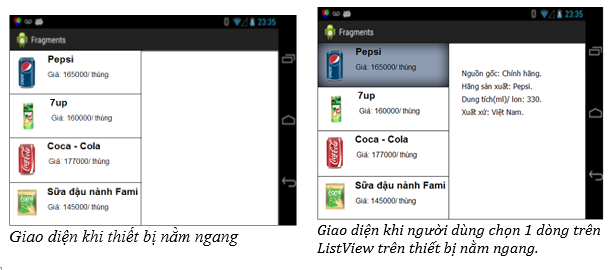 23:35
Fragments
Pepsi
Giá: 165000/ thùng
7up
Giá: 160000/ thùng
Coca - Cola
Giá: 177000/ thùng
Sữa đậu nành Fami
Giá: 145000/ thùng
Giao diện khi thiết bị nằm ngang
23:35
Fragments
Pepsi
Giá: 165000/ thùng
7up
Giá: 160000/ thùng
Coca - Cola
Giá: 177000/ thùng
Sữa đậu nành Fami
Giá: 145000/ thùng
Nguồn gốc: Chính hãng.
Hãng sản xuất: Pepsi.
Dung tích(ml)/ lon: 330.
Xuất xứ: Việt Nam.
Giao diện khi người dùng chọn 1 dòng trên
ListView trên thiết bị nằm ngang.